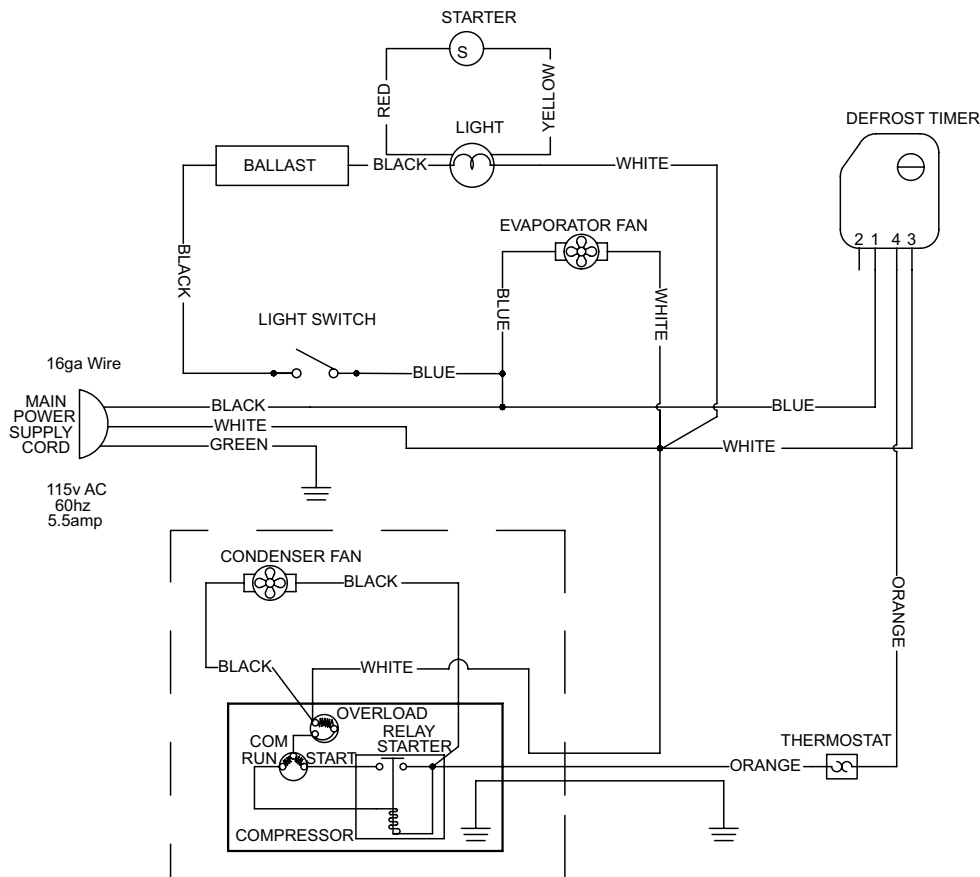 STARTER
S
RED
YELLOW
LIGHT
BALLAST
BLACK
WHITE
DEFROST TIMER
2 1 4 3
EVAPORATOR FAN
BLACK
BLUE
WHITE
LIGHT SWITCH
BLUE
16ga Wire
MAIN
POWER
SUPPLY
CORD
BLACK
WHITE
GREEN
BLUE
WHITE
115v AC
60hz
5.5amp
CONDENSER FAN
BLACK
ORANGE
BLACK
WHITE
OVERLOAD
RELAY
STARTER
COM
RUN
START
COMPRESSOR
ORANGE
THERMOSTAT